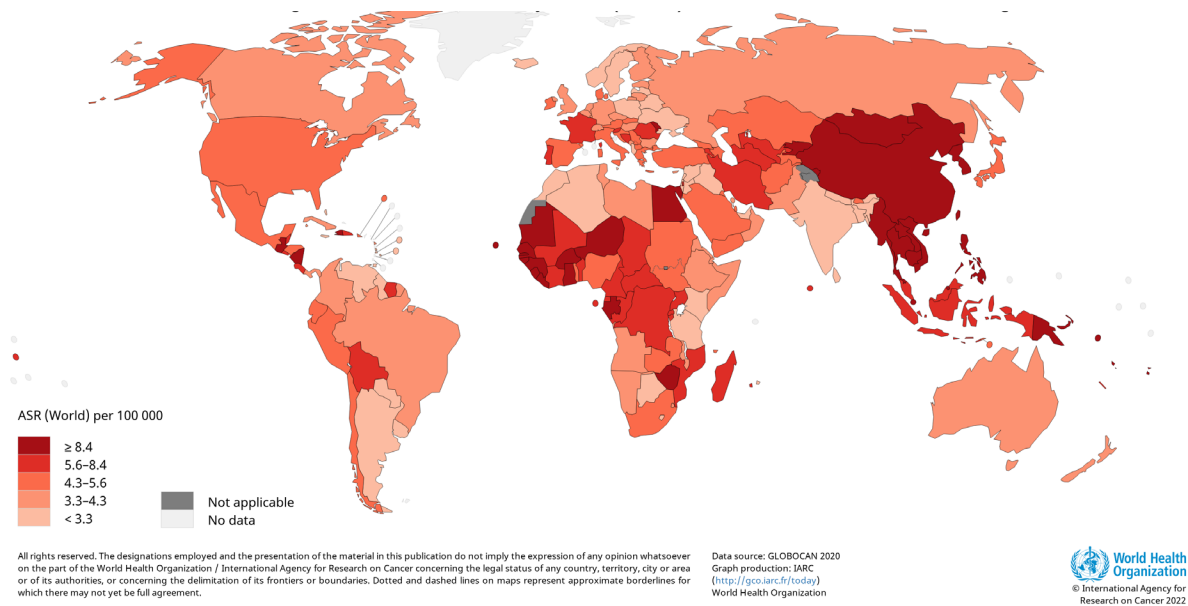 ASR (World) per 100 000
≥ 8.4
5.6–8.4
4.3–5.6
3.3–4.3
< 3.3
Not applicable
No data
All rights reserved. The designations employed and the presentation of the material in this publication do not imply the expression of any opinion whatsoever
on the part of the World Health Organization / International Agency for Research on Cancer concerning the legal status of any country, territory, city or area
or of its authorities, or concerning the delimitation of its frontiers or boundaries. Dotted and dashed lines on maps represent approximate borderlines for
which there may not yet be full agreement.
Data source: GLOBOCAN 2020
Graph production: IARC
(http://gco.iarc.fr/today)
World Health Organization
World Health
Organization
© International Agency for
Research on Cancer 2022